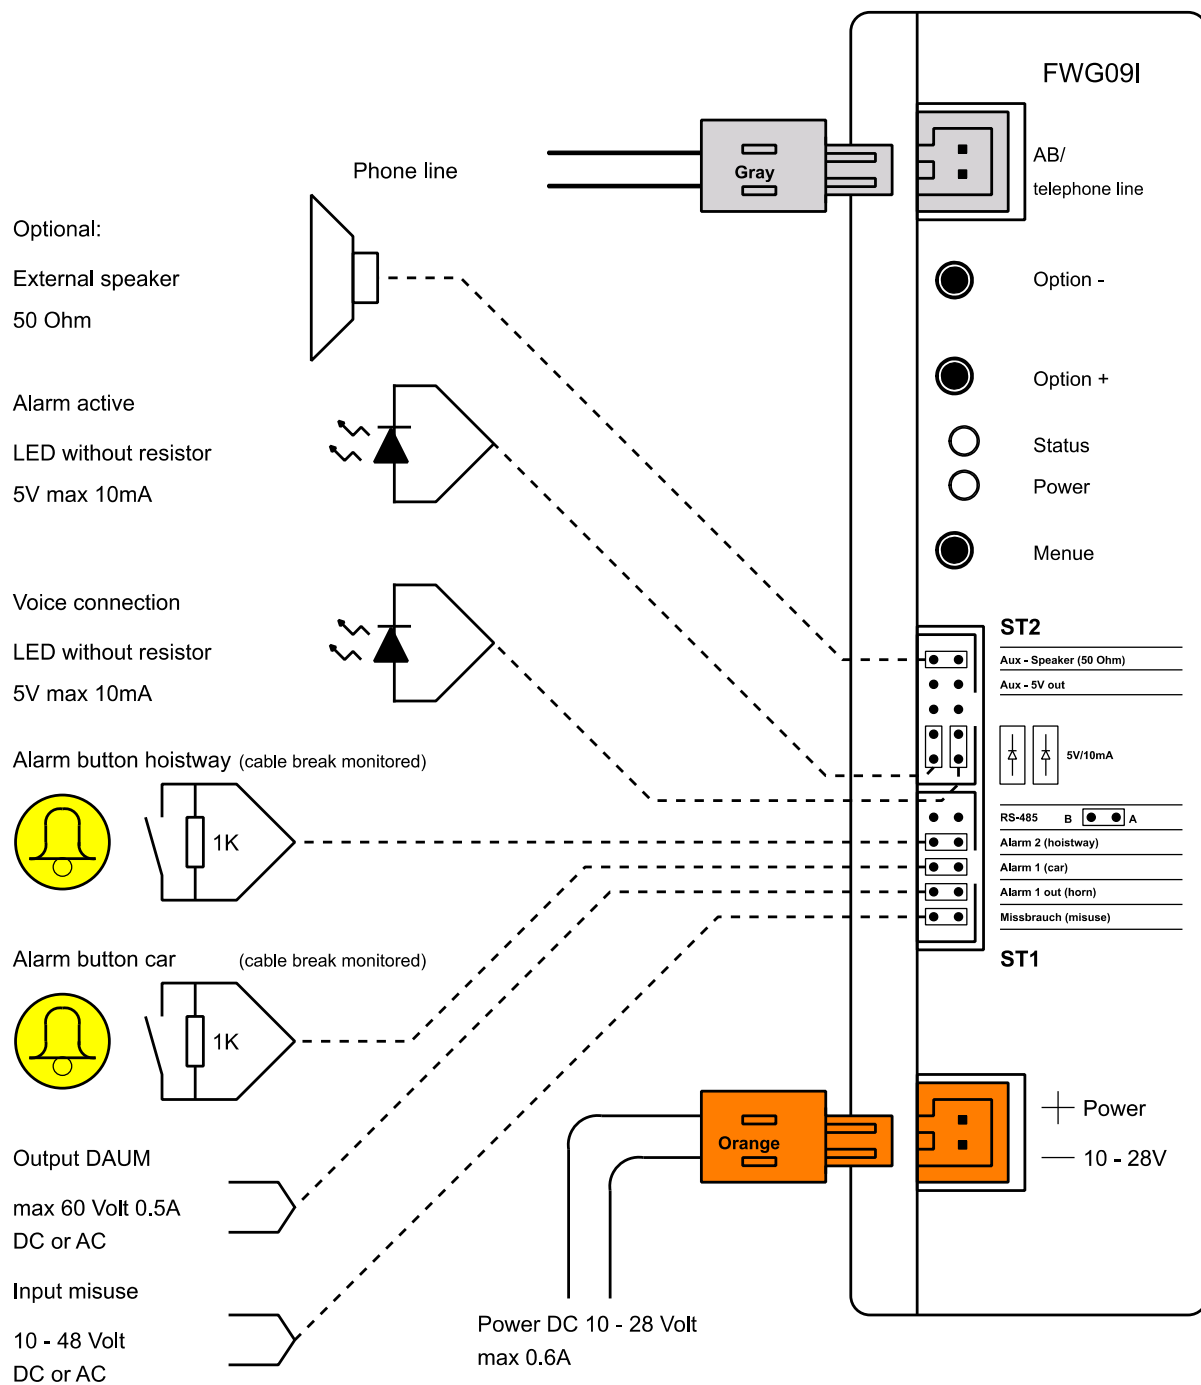 FWG09I
Phone line
Gray
AB/
telephone line
Optional:
External speaker
50 Ohm
Option -
Option +
Status
Power
Menue
Alarm active
LED without resistor
5V max 10mA
Voice connection
LED without resistor
5V max 10mA
ST2
Aux - Speaker (50 Ohm)
Aux - 5V out
5V/10mA
RS-485 B A
Alarm 2 (hoistway)
Alarm 1 (car)
Alarm 1 out (horn)
Missbrauch (misuse)
ST1
Alarm button hoistway (cable break monitored)
1K
Alarm button car (cable break monitored)
1K
Output DAUM
max 60 Volt 0.5A
DC or AC
Input misuse
10 - 48 Volt
DC or AC
Orange
+ Power
— 10 - 28V
Power DC 10 - 28 Volt
max 0.6A